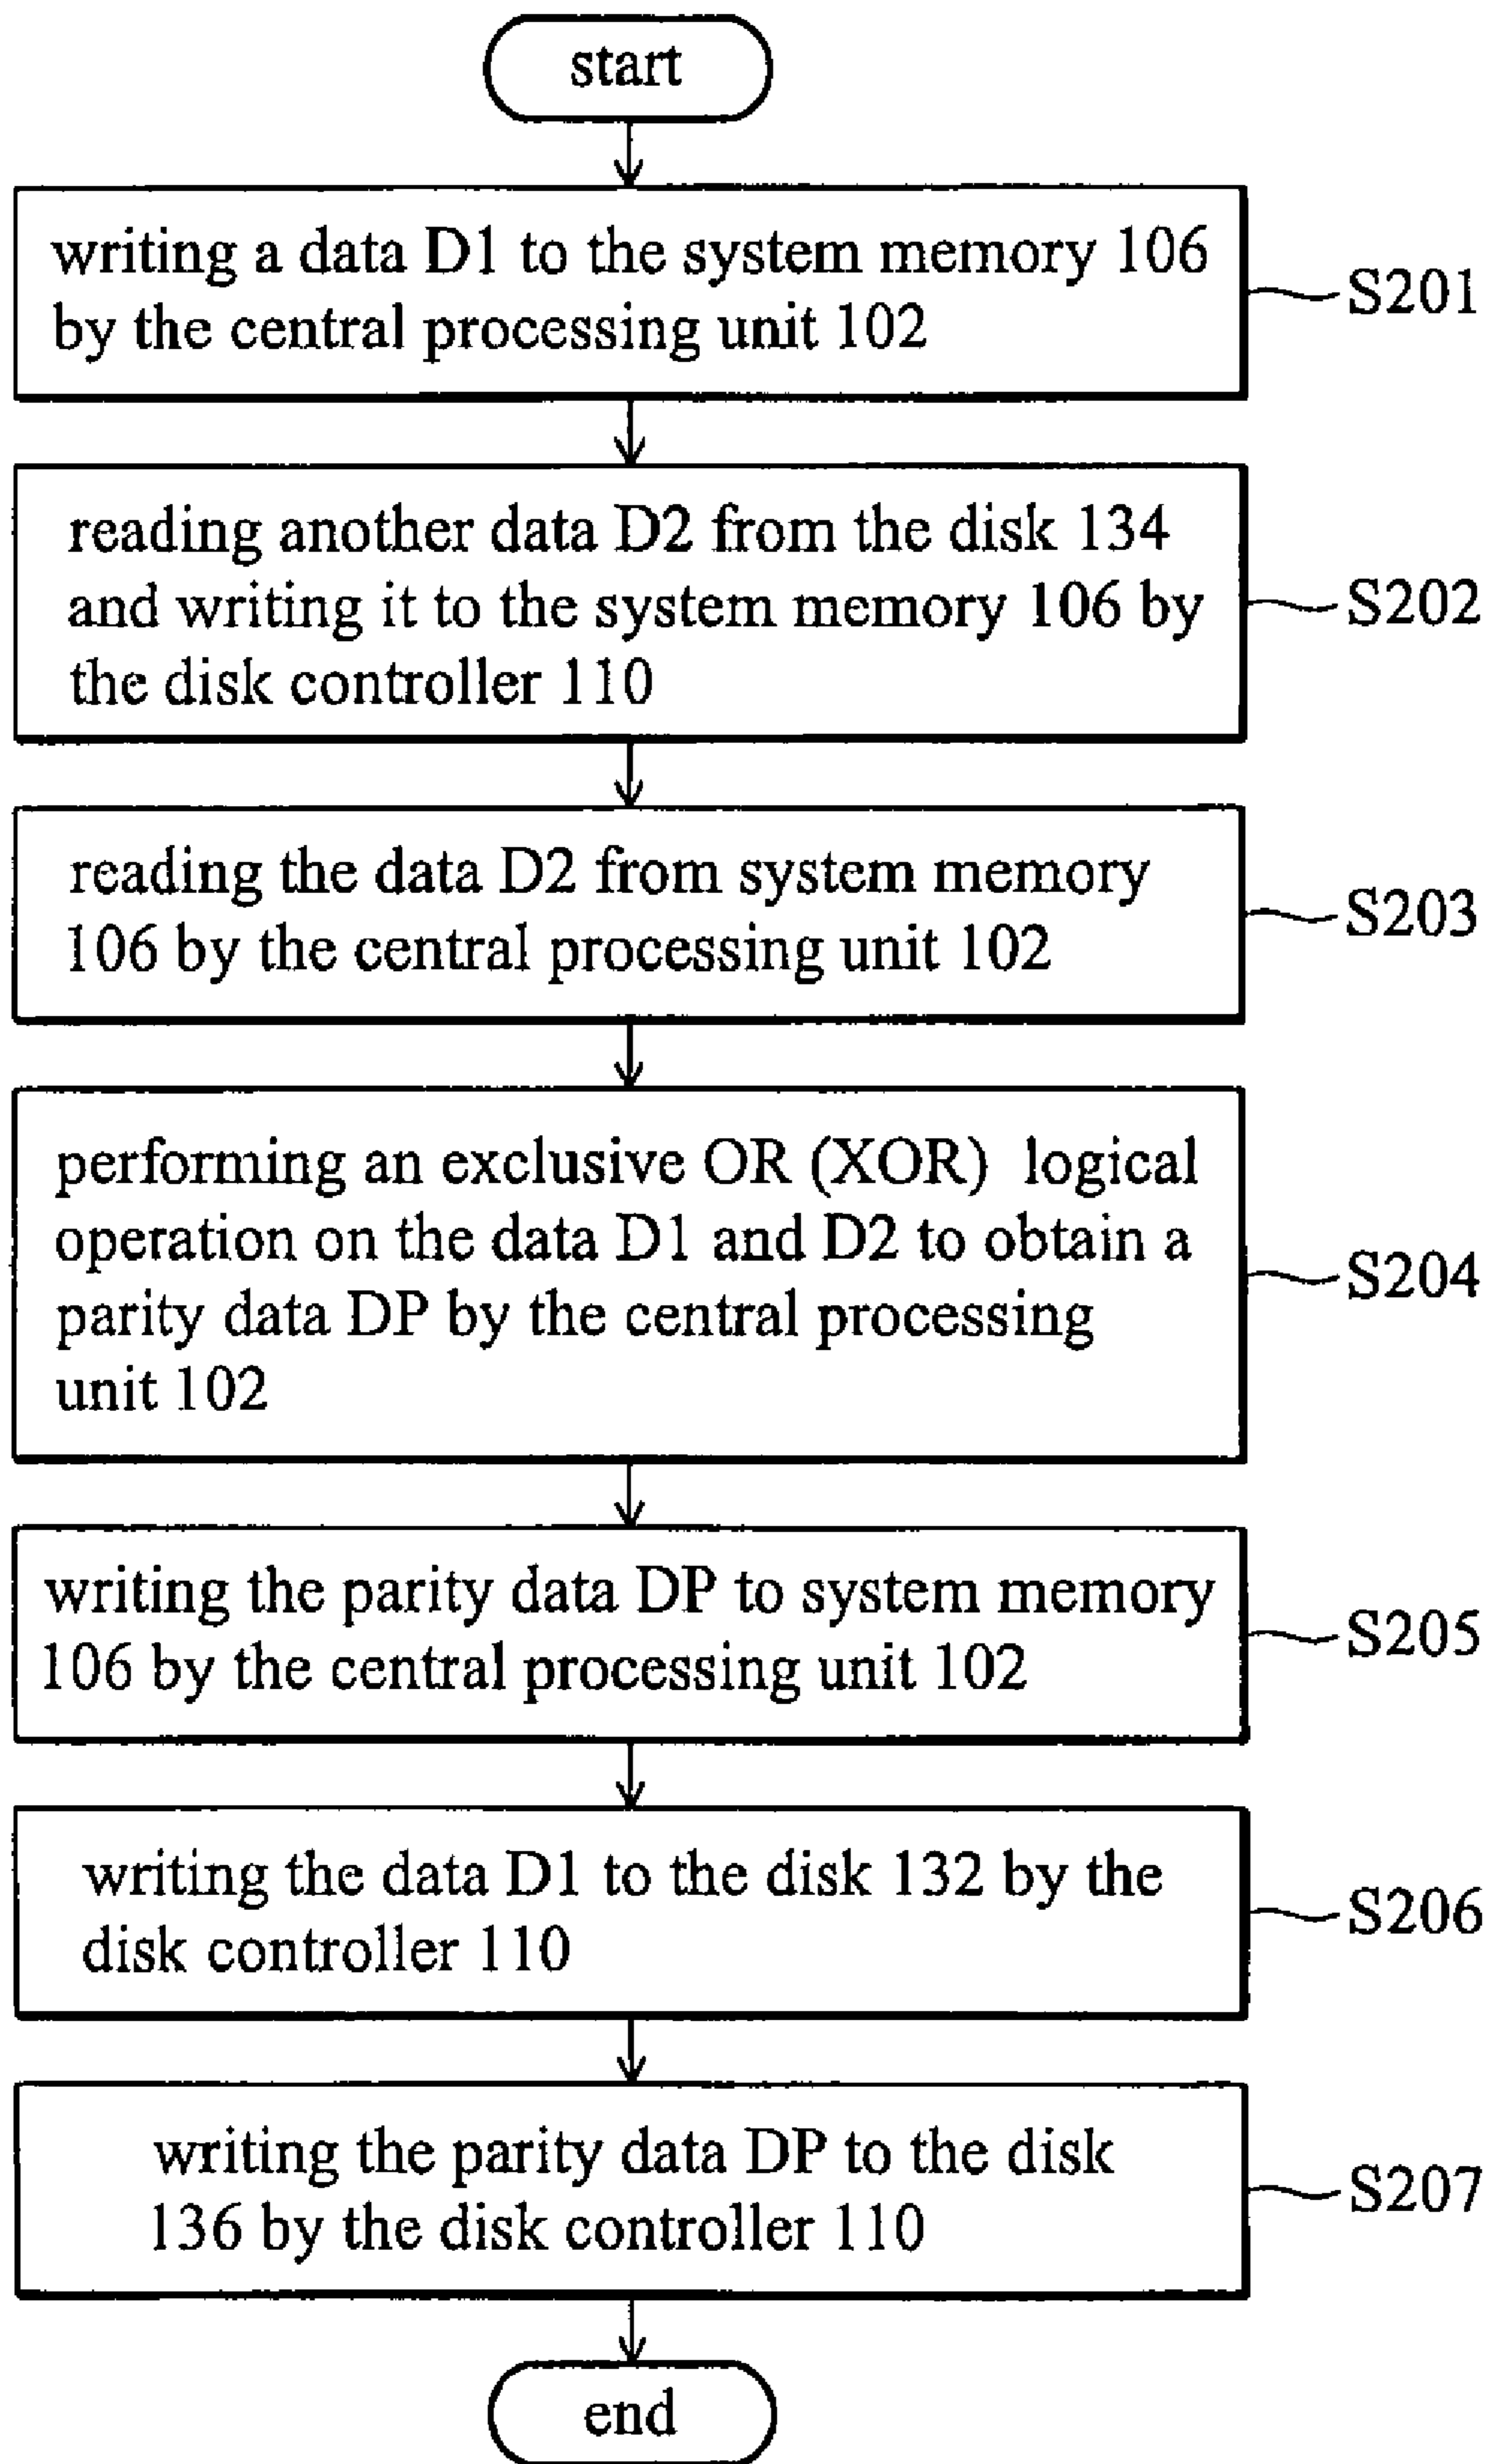 start
writing a data D1 to the system memory 106
by the central processing unit 102
S201
reading another data D2 from the disk 134
and writing it to the system memory 106 by
the disk controller 110
S202
reading the data D2 from system memory
106 by the central processing unit 102
S203
performing an exclusive OR (XOR) logical
operation on the data D1 and D2 to obtain a
parity data DP by the central processing
unit 102
S204
writing the parity data DP to system memory
106 by the central processing unit 102
S205
writing the data D1 to the disk 132 by the
disk controller 110
S206
writing the parity data DP to the disk
136 by the disk controller 110
S207
end